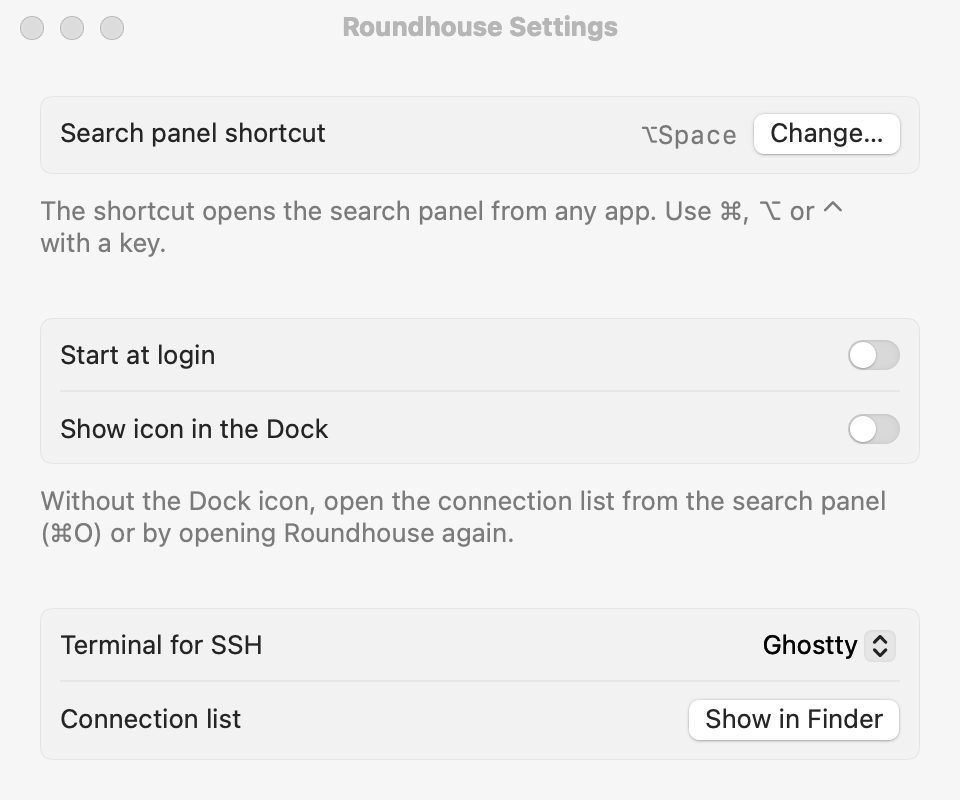 Roundhouse Settings
Search panel shortcut ⌥Space Change...
The shortcut opens the search panel from any app. Use ⌘, ⌥ or ^
with a key.
Start at login
Show icon in the Dock
Without the Dock icon, open the connection list from the search panel
(⌘O) or by opening Roundhouse again.
Terminal for SSH Ghostty
Connection list Show in Finder